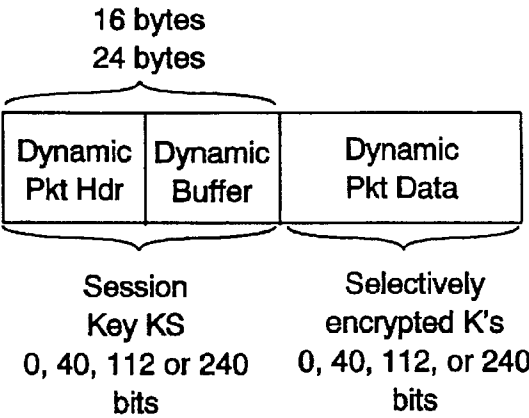 16 bytes
24 bytes
Dynamic
Pkt Hdr
Dynamic
Buffer
Dynamic
Pkt Data
Session
Key KS
0, 40, 112 or 240
bits
Selectively
encrypted K's
0, 40, 112, or 240
bits